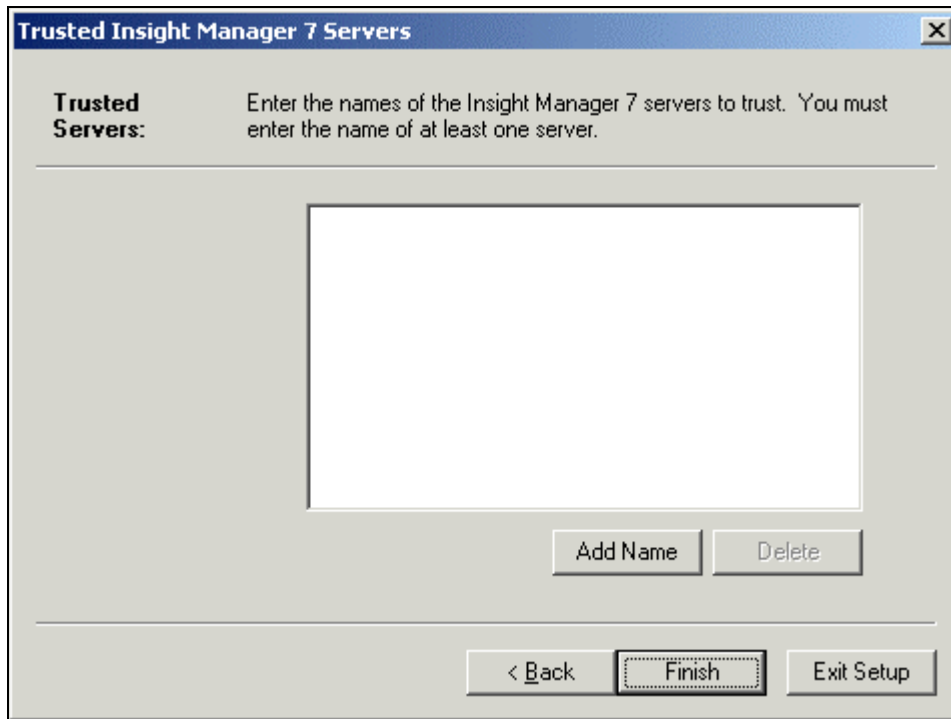 Trusted Insight Manager 7 Servers
Trusted
Servers:
Enter the names of the Insight Manager 7 servers to trust.  You must
enter the name of at least one server.
Add Name
Delete
< Back
Finish
Exit Setup